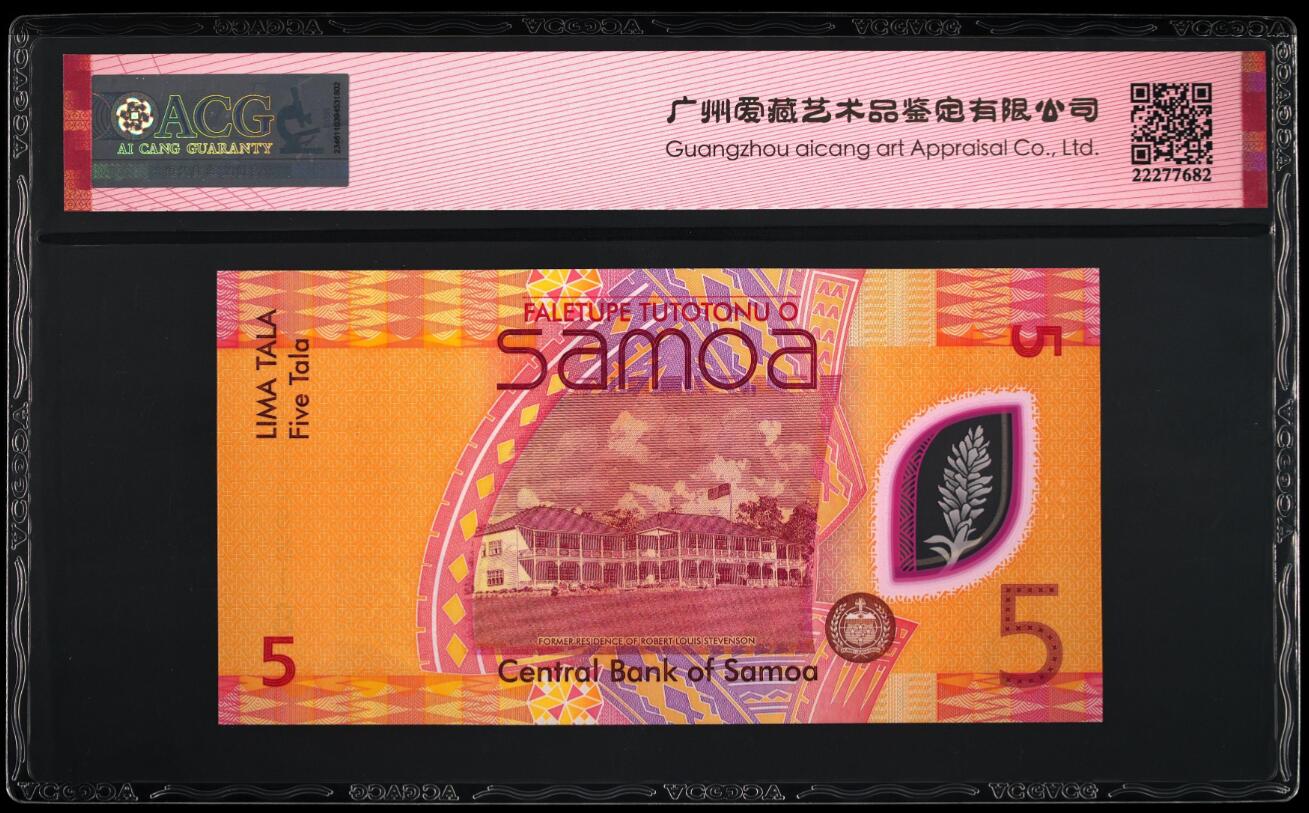 ACG
AI CANG GUARANTY
广州爱藏艺术品鉴定有限公司
Guangzhou aicang art Appraisal Co., Ltd.
22277682
LIMA TALA
Five Tala
FALETUPE TUTOTONU O
samoa
5
FORMER RESIDENCE OF ROBERT LOUIS STEVENSON
Central Bank of Samoa
5
5